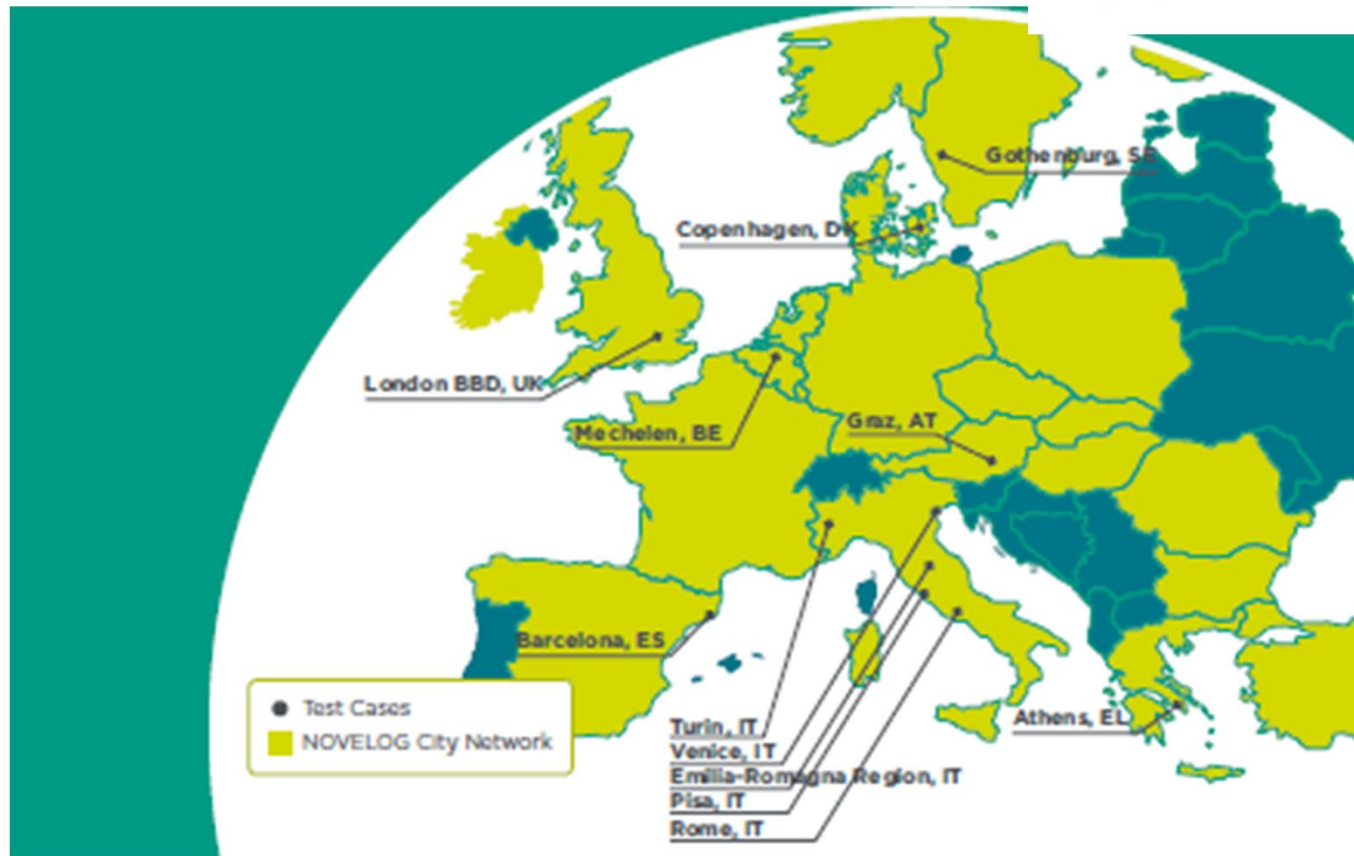 Gothenburg, SE
Copenhagen, DK
London BBD, UK
Mechelen, BE
Graz, AT
Barcelona, ES
Test Cases
NOVELOG City Network
Turin, IT
Venice, IT
Emilia-Romagna Region, IT
Pisa, IT
Rome, IT
Athens, EL